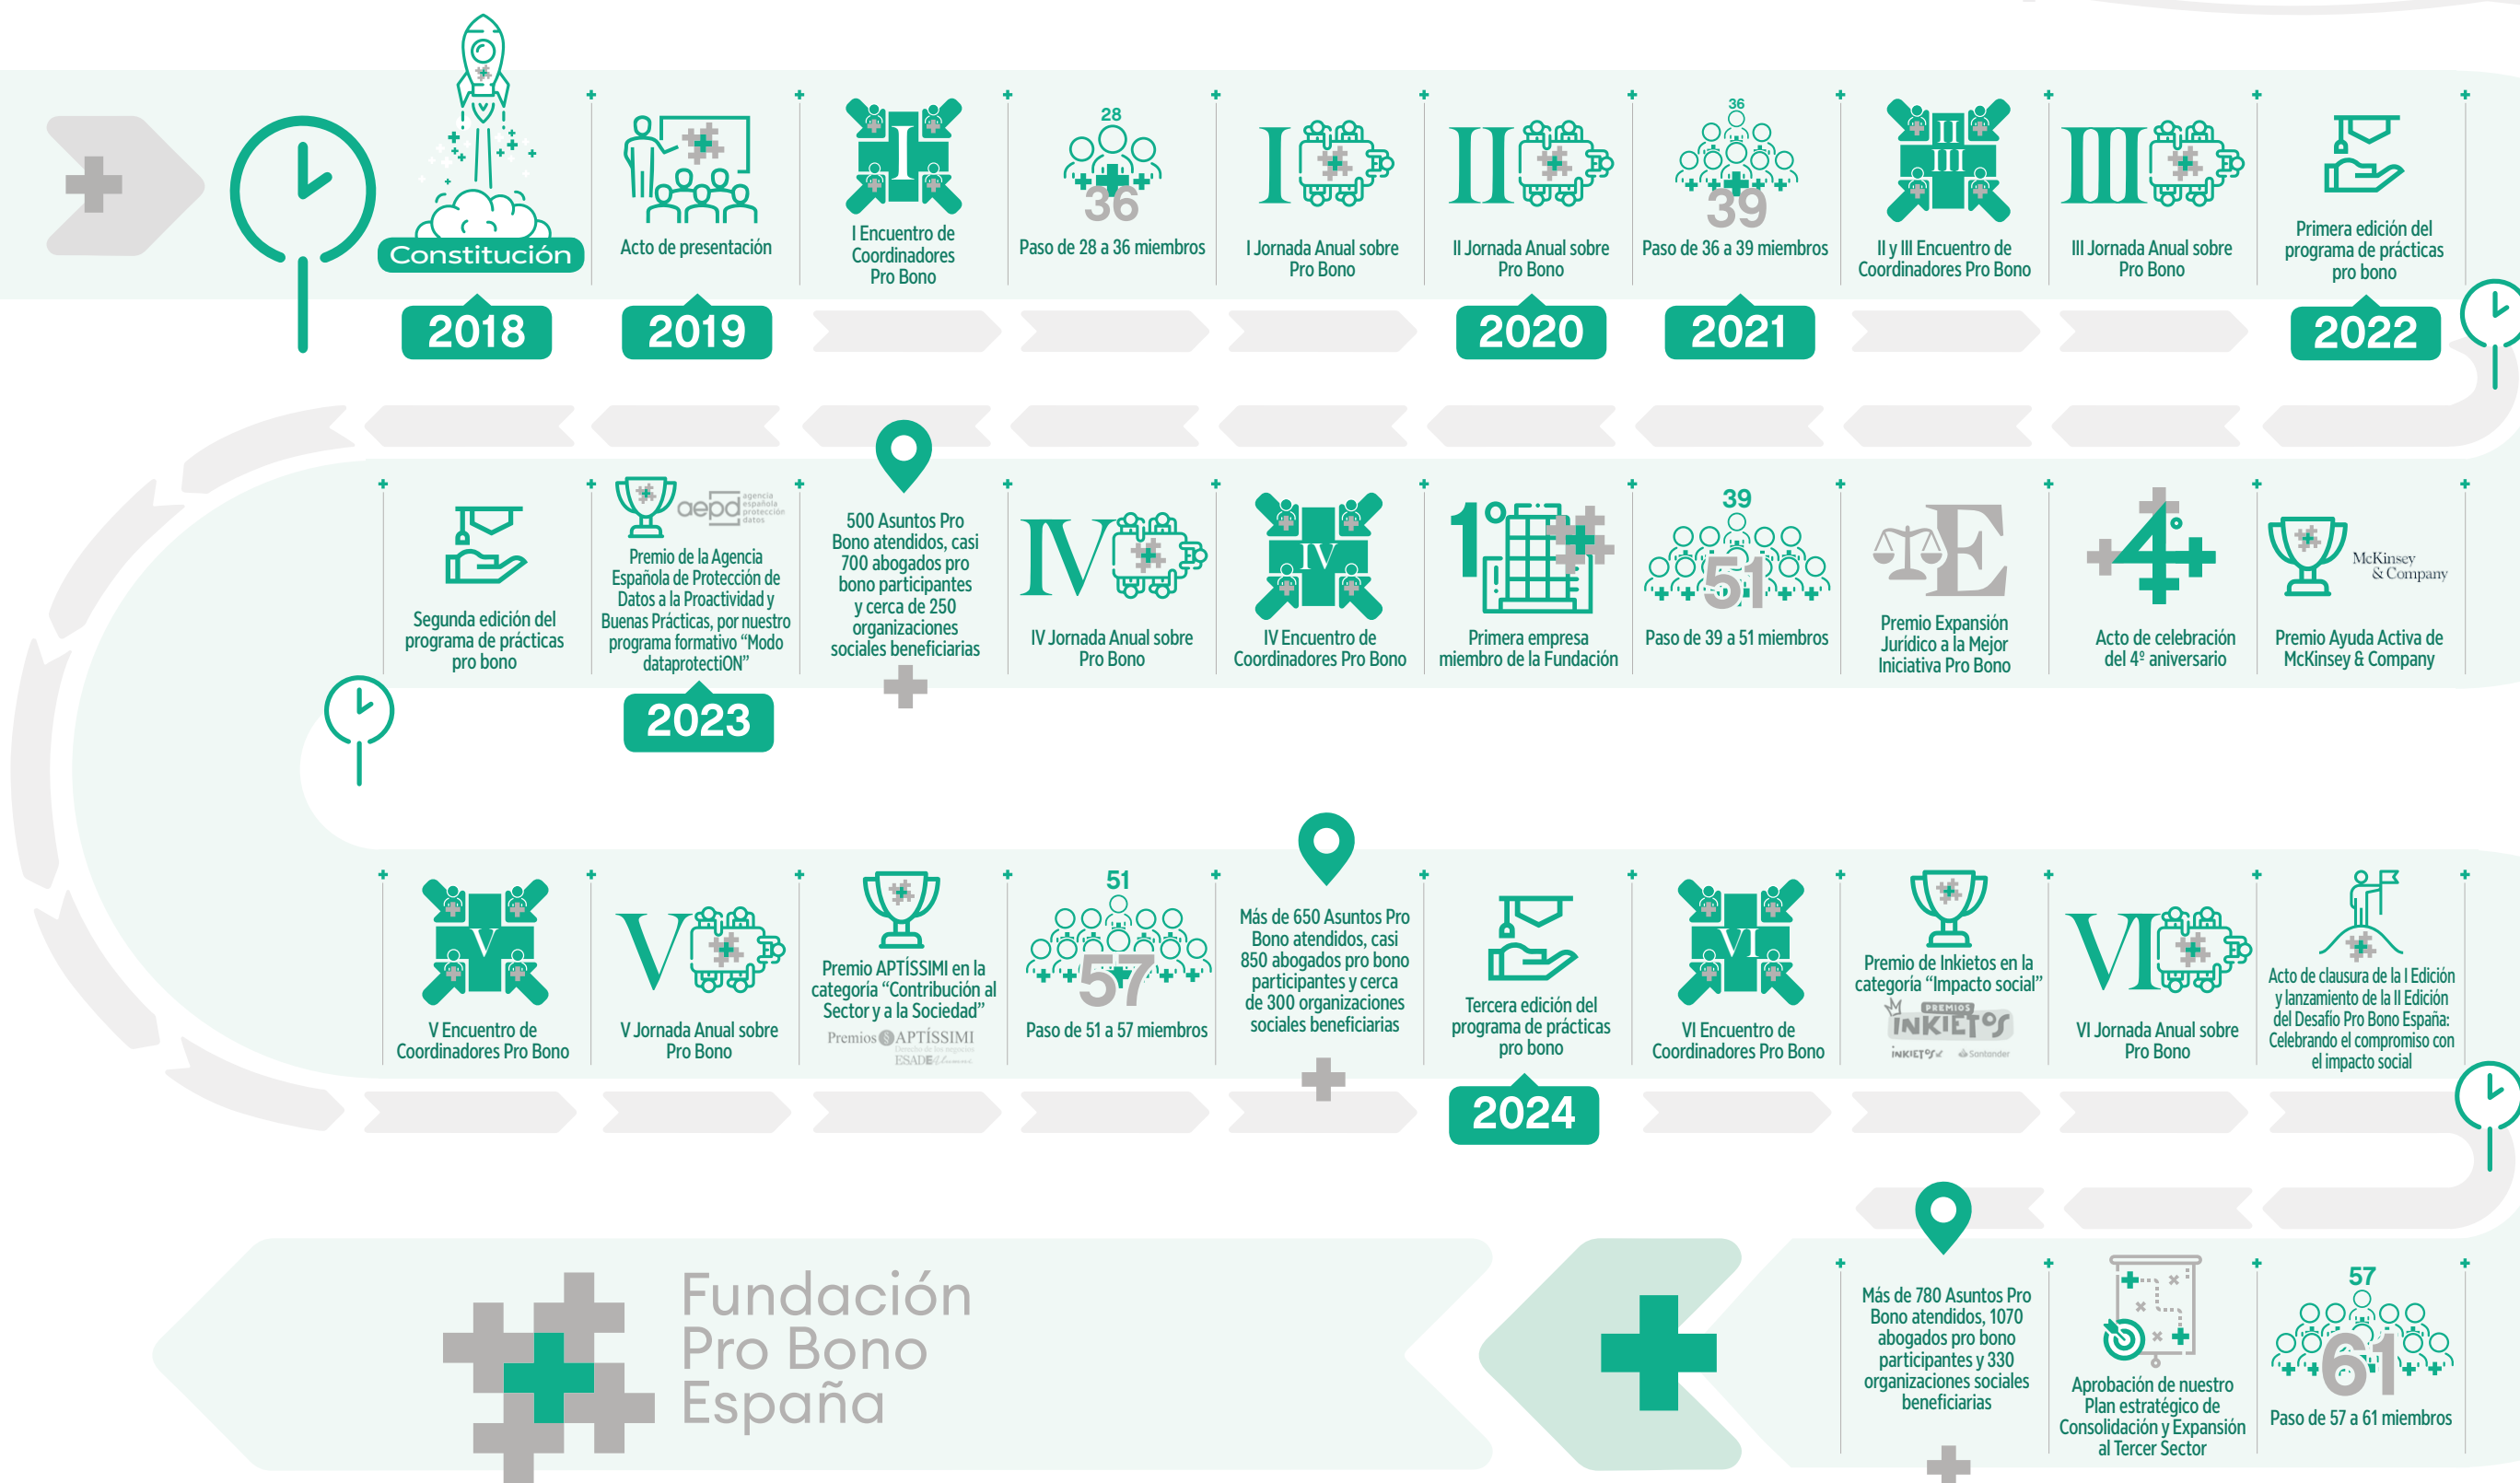 Constitución
2018
Acto de presentación
2019
I
I Encuentro de
Coordinadores
Pro Bono
28
36
Paso de 28 a 36 miembros
I
I Jornada Anual sobre
Pro Bono
II
II Jornada Anual sobre
Pro Bono
2020
36
39
Paso de 36 a 39 miembros
2021
II
III
II y III Encuentro de
Coordinadores Pro Bono
III
III Jornada Anual sobre
Pro Bono
Primera edición del
programa de prácticas
pro bono
2022
McKinsey
& Company
Premio Ayuda Activa de
McKinsey & Company
4º
Acto de celebración
del 4º aniversario
E
Premio Expansión
Jurídico a la Mejor
Iniciativa Pro Bono
39
51
Paso de 39 a 51 miembros
1º
Primera empresa
miembro de la Fundación
IV
IV Encuentro de
Coordinadores Pro Bono
IV
IV Jornada Anual sobre
Pro Bono
500 Asuntos Pro
Bono atendidos, casi
700 abogados pro
bono participantes
y cerca de 250
organizaciones
sociales beneficiarias
aepd
agencia
española
protección
datos
Premio de la Agencia
Española de Protección de
Datos a la Proactividad y
Buenas Prácticas, por nuestro
programa formativo “Modo
dataprotectiON”
2023
Segunda edición del
programa de prácticas
pro bono
V
V Encuentro de
Coordinadores Pro Bono
V
V Jornada Anual sobre
Pro Bono
Premio APTÍSSIMI en la
categoría “Contribución al
Sector y a la Sociedad”
Premios APTÍSSIMI
Derecho de los negocios
ESADE Alumni
51
57
Paso de 51 a 57 miembros
Más de 650 Asuntos Pro
Bono atendidos, casi
850 abogados pro bono
participantes y cerca
de 300 organizaciones
sociales beneficiarias
Tercera edición del
programa de prácticas
pro bono
2024
VI
VI Encuentro de
Coordinadores Pro Bono
Premio de Inkietos en la
categoria “Impacto social”
PREMIOS
INKIETOS
INKIETOS Santander
VI
VI Jornada Anual sobre
Pro Bono
Acto de clausura de la I Edición
y lanzamiento de la II Edición
del Desafío Pro Bono España:
Celebrando el compromiso con
el impacto social
57
61
Paso de 57 a 61 miembros
Aprobación de nuestro
Plan estratégico de
Consolidación y Expansión
al Tercer Sector
Más de 780 Asuntos Pro
Bono atendidos, 1070
abogados pro bono
participantes y 330
organizaciones sociales
beneficiarias
Fundación
Pro Bono
España